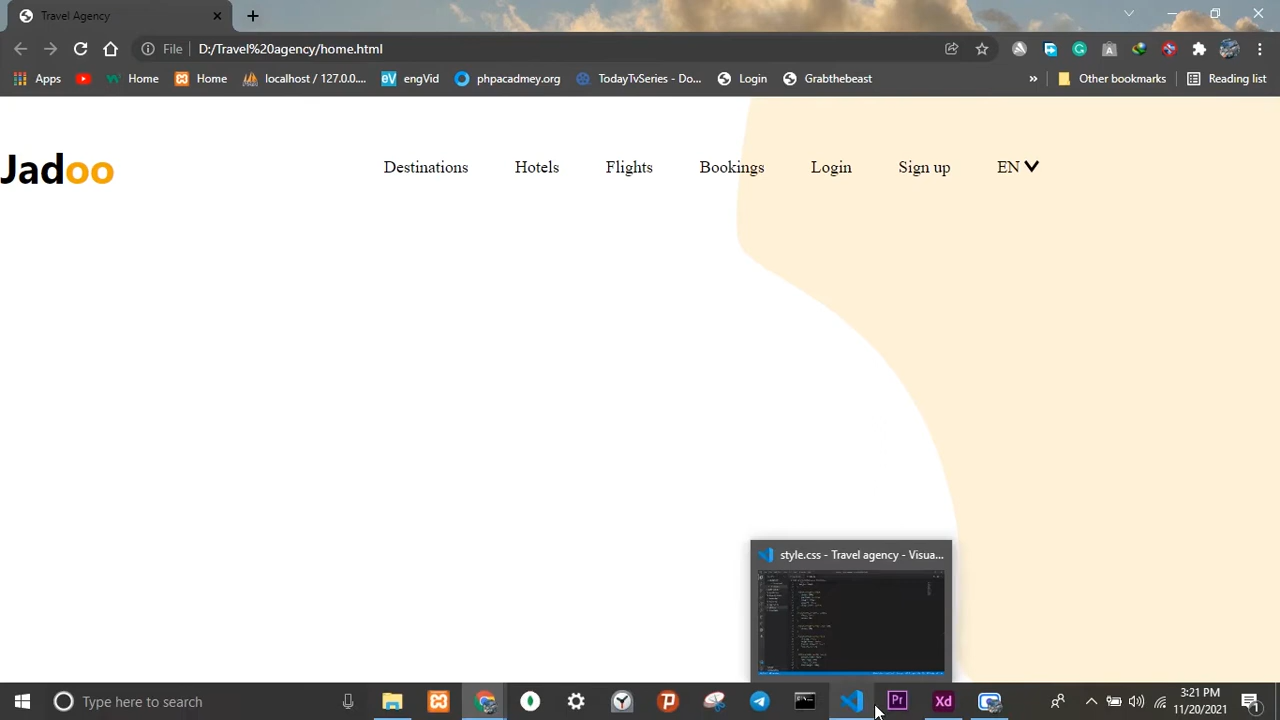 Travel Agency
File D:/Travel%20agency/home.html
Apps Home Home localhost / 127.0.0.... engVid phpacadmey.org TodayTvSeries - Do... Login Grabthebeast » Other bookmarks Reading list
Jadoo Destinations Hotels Flights Bookings Login Sign up EN
style.css - Travel agency - Visua...
Type here to search
3:21 PM
11/20/2021